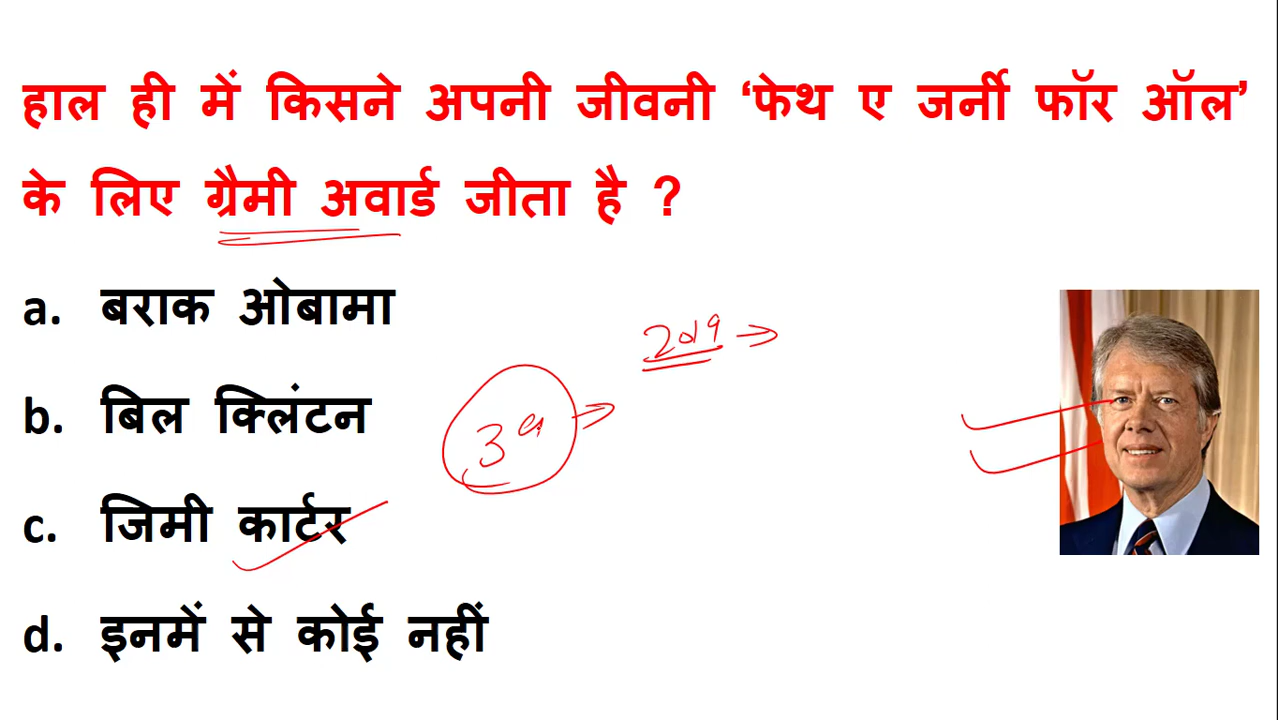 हाल ही में किसने अपनी जीवनी ‘फेथ ए जर्नी फॉर ऑल’
के लिए ग्रैमी अवार्ड जीता है ?
a. बराक ओबामा
2019
b. बिल क्लिंटन
c. जिमी कार्टर
d. इनमें से कोई नहीं